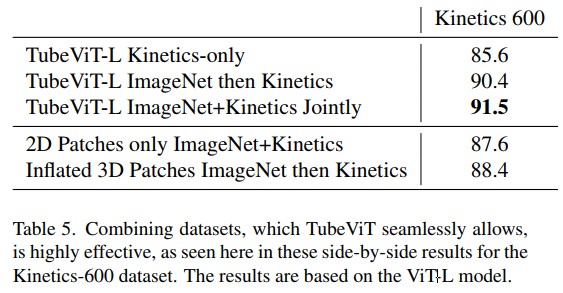 Kinetics 600
TubeViT-L Kinetics-only 85.6
TubeViT-L ImageNet then Kinetics 90.4
TubeViT-L ImageNet+Kinetics Jointly 91.5
2D Patches only ImageNet+Kinetics 87.6
Inflated 3D Patches ImageNet then Kinetics 88.4
Table 5. Combining datasets, which TubeViT seamlessly allows,
is highly effective, as seen here in these side-by-side results for the
Kinetics-600 dataset. The results are based on the ViT-L model.